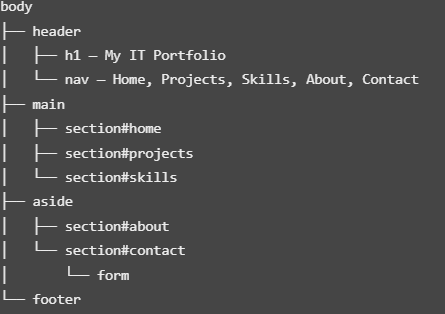 body
├── header
│   ├── h1 – My IT Portfolio
│   └── nav – Home, Projects, Skills, About, Contact
├── main
│   ├── section#home
│   ├── section#projects
│   └── section#skills
├── aside
│   ├── section#about
│   └── section#contact
│       └── form
└── footer